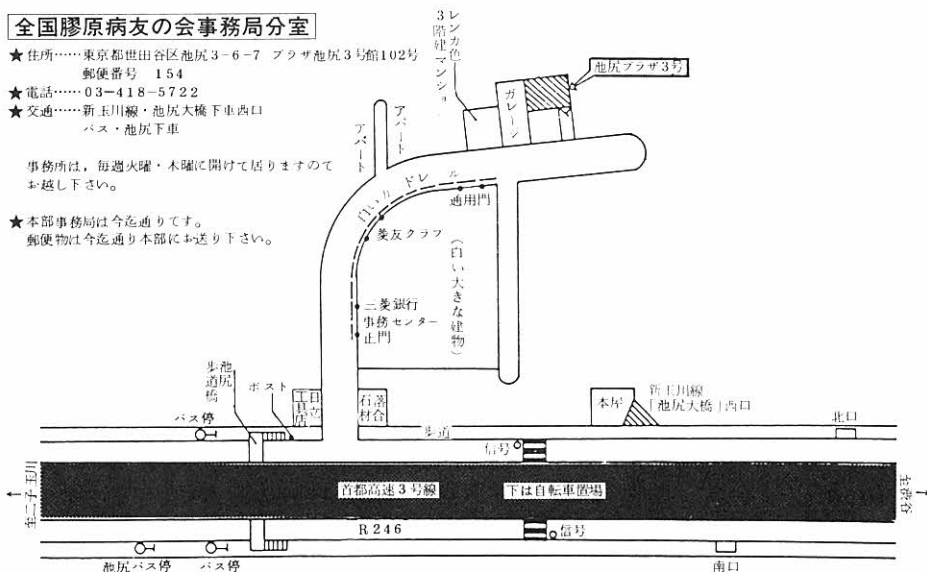 全国膠原病友の会事務局分室
★住所……東京都世田谷区池尻3-6-7 プラザ池尻3号館102号
郵便番号 154
★電話……03-418-5722
★交通……新玉川線・池尻大橋下車西口
バス・池尻下車
事務所は，毎週火曜・木曜に開けて居りますので
お越し下さい。
★本部事務局は今迄通りです。
郵便物は今迄通り本部にお送り下さい。
レンガ色
3階建マンション
ガレージ
池尻プラザ3号
アパート
アパート
白いガードレール
通用門
菱友クラブ
(白い大きな建物)
三菱銀行
事務センター
正門
池尻
歩道橋
ポスト
日立
工具店
落合
石材
本屋
新玉川線
「池尻大橋」西口
バス停
歩道
信号
北口
至二子玉川
首都高速3号線
下は自転車置場
至渋谷
R246
信号
池尻バス停
バス停
南口